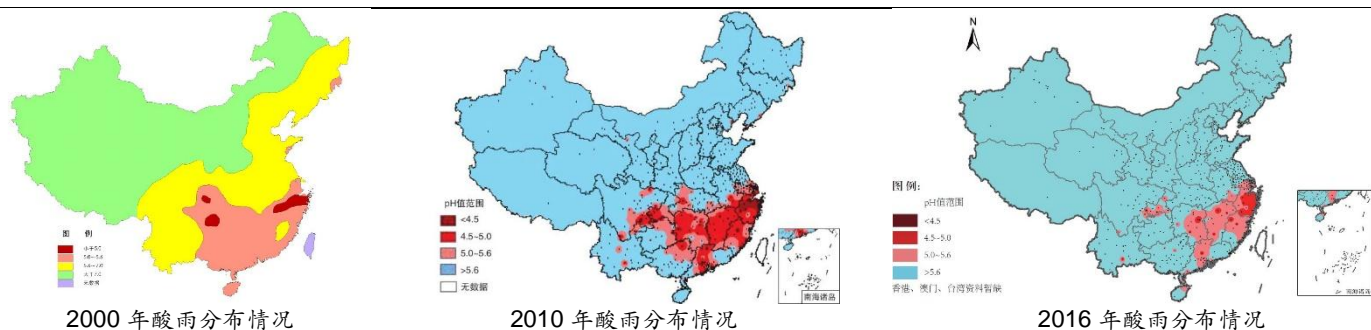 图 例
无数据
2000 年酸雨分布情况
pH值范围
<4.5
4.5~5.0
5.0~5.6
>5.6
无数据
南海诸岛
2010 年酸雨分布情况
N
图例:
pH值范围
<4.5
4.5~5.0
5.0~5.6
>5.6
香港、澳门、台湾资料暂缺
2016 年酸雨分布情况